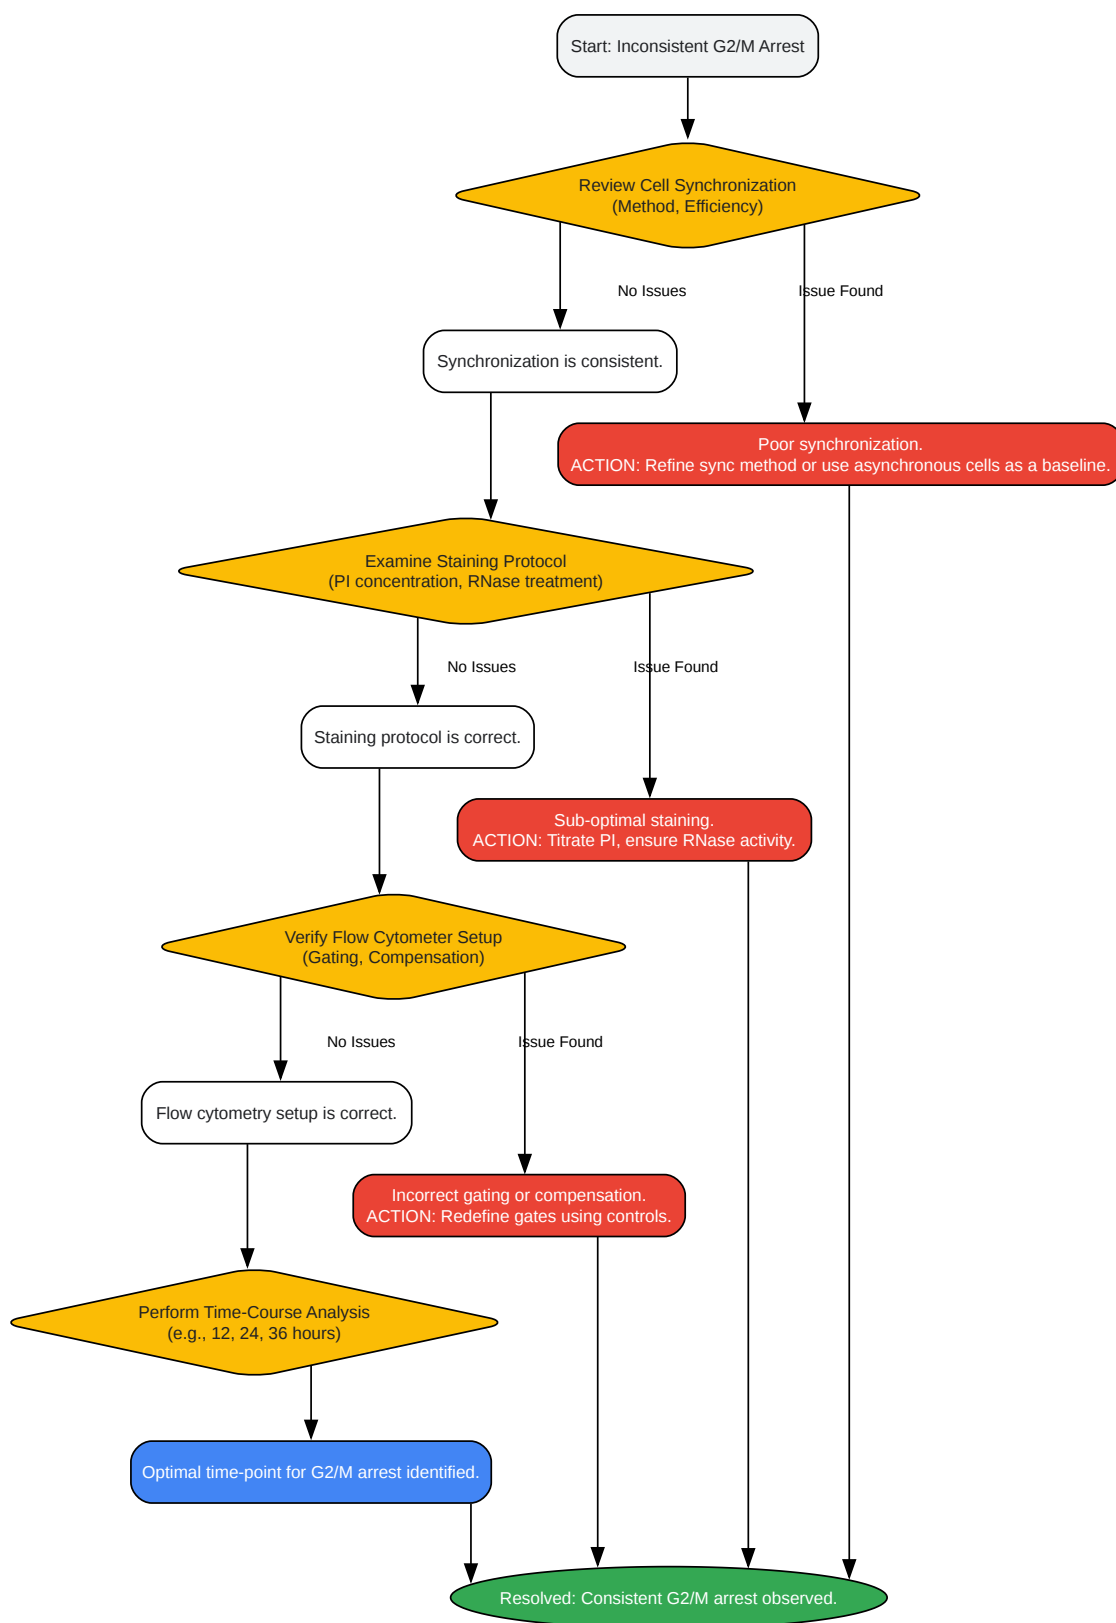 Start: Inconsistent G2/M Arrest
Review Cell Synchronization
(Method, Efficiency)
No Issues
Issue Found
Synchronization is consistent.
Poor synchronization.
ACTION: Refine sync method or use asynchronous cells as a baseline.
Examine Staining Protocol
(PI concentration, RNase treatment)
No Issues
Issue Found
Staining protocol is correct.
Sub-optimal staining.
ACTION: Titrate PI, ensure RNase activity.
Verify Flow Cytometer Setup
(Gating, Compensation)
No Issues
Issue Found
Flow cytometry setup is correct.
Incorrect gating or compensation.
ACTION: Redefine gates using controls.
Perform Time-Course Analysis
(e.g., 12, 24, 36 hours)
Optimal time-point for G2/M arrest identified.
Resolved: Consistent G2/M arrest observed.